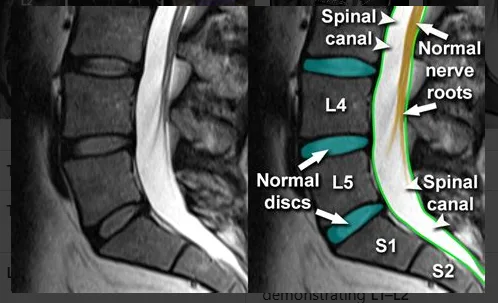 Spinal
canal
Normal
nerve
roots
L4
L5
Normal
discs
Spinal
canal
S1
S2
demonstrating L1–L2